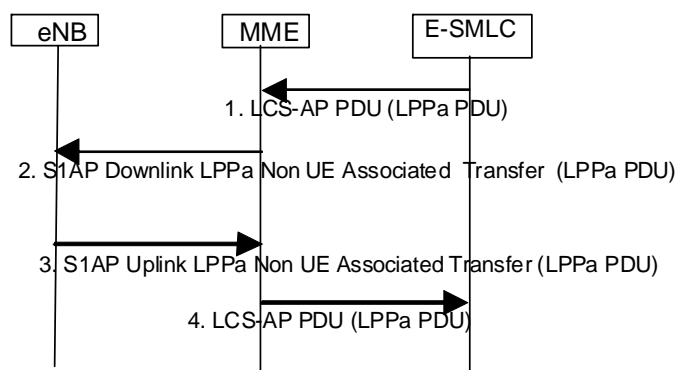 eNB
MME
E-SMLC
1. LCS-AP PDU (LPPa PDU)
2. S1AP Downlink LPPa Non UE Associated Transfer (LPPa PDU)
3. S1AP Uplink LPPa Non UE Associated Transfer (LPPa PDU)
4. LCS-AP PDU (LPPa PDU)